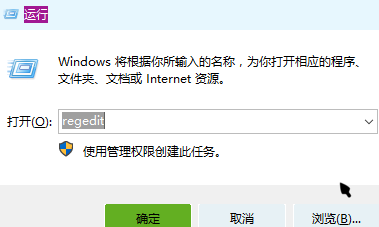 运行
Windows 将根据你所输入的名称，为你打开相应的程序、
文件夹、文档或 Internet 资源。
打开(O): regedit
使用管理权限创建此任务。
确定 取消 浏览(B)...